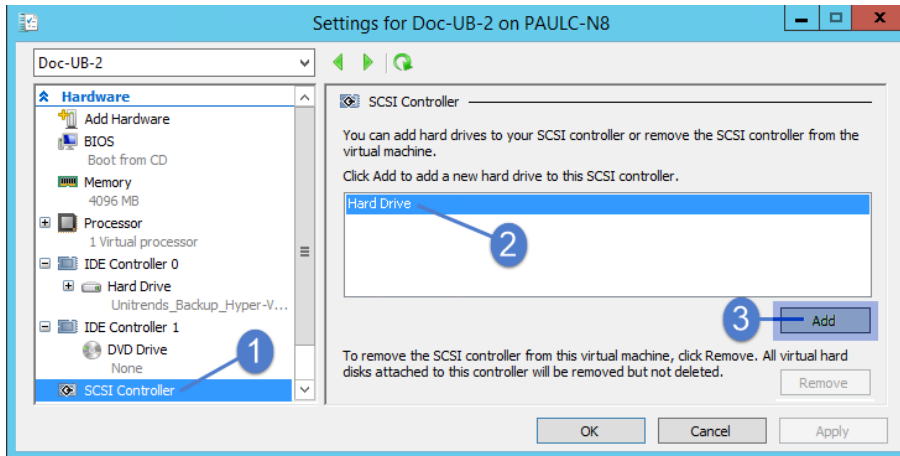 Settings for Doc-UB-2 on PAULC-N8
Doc-UB-2
Hardware
Add Hardware
BIOS
Boot from CD
Memory
4096 MB
Processor
1 Virtual processor
IDE Controller 0
Hard Drive
Unitrends_Backup_Hyper-V...
IDE Controller 1
DVD Drive
None
1
SCSI Controller
SCSI Controller
You can add hard drives to your SCSI controller or remove the SCSI controller from the
virtual machine.
Click Add to add a new hard drive to this SCSI controller.
Hard Drive
2
3
Add
To remove the SCSI controller from this virtual machine, click Remove. All virtual hard
disks attached to this controller will be removed but not deleted.
Remove
OK
Cancel
Apply